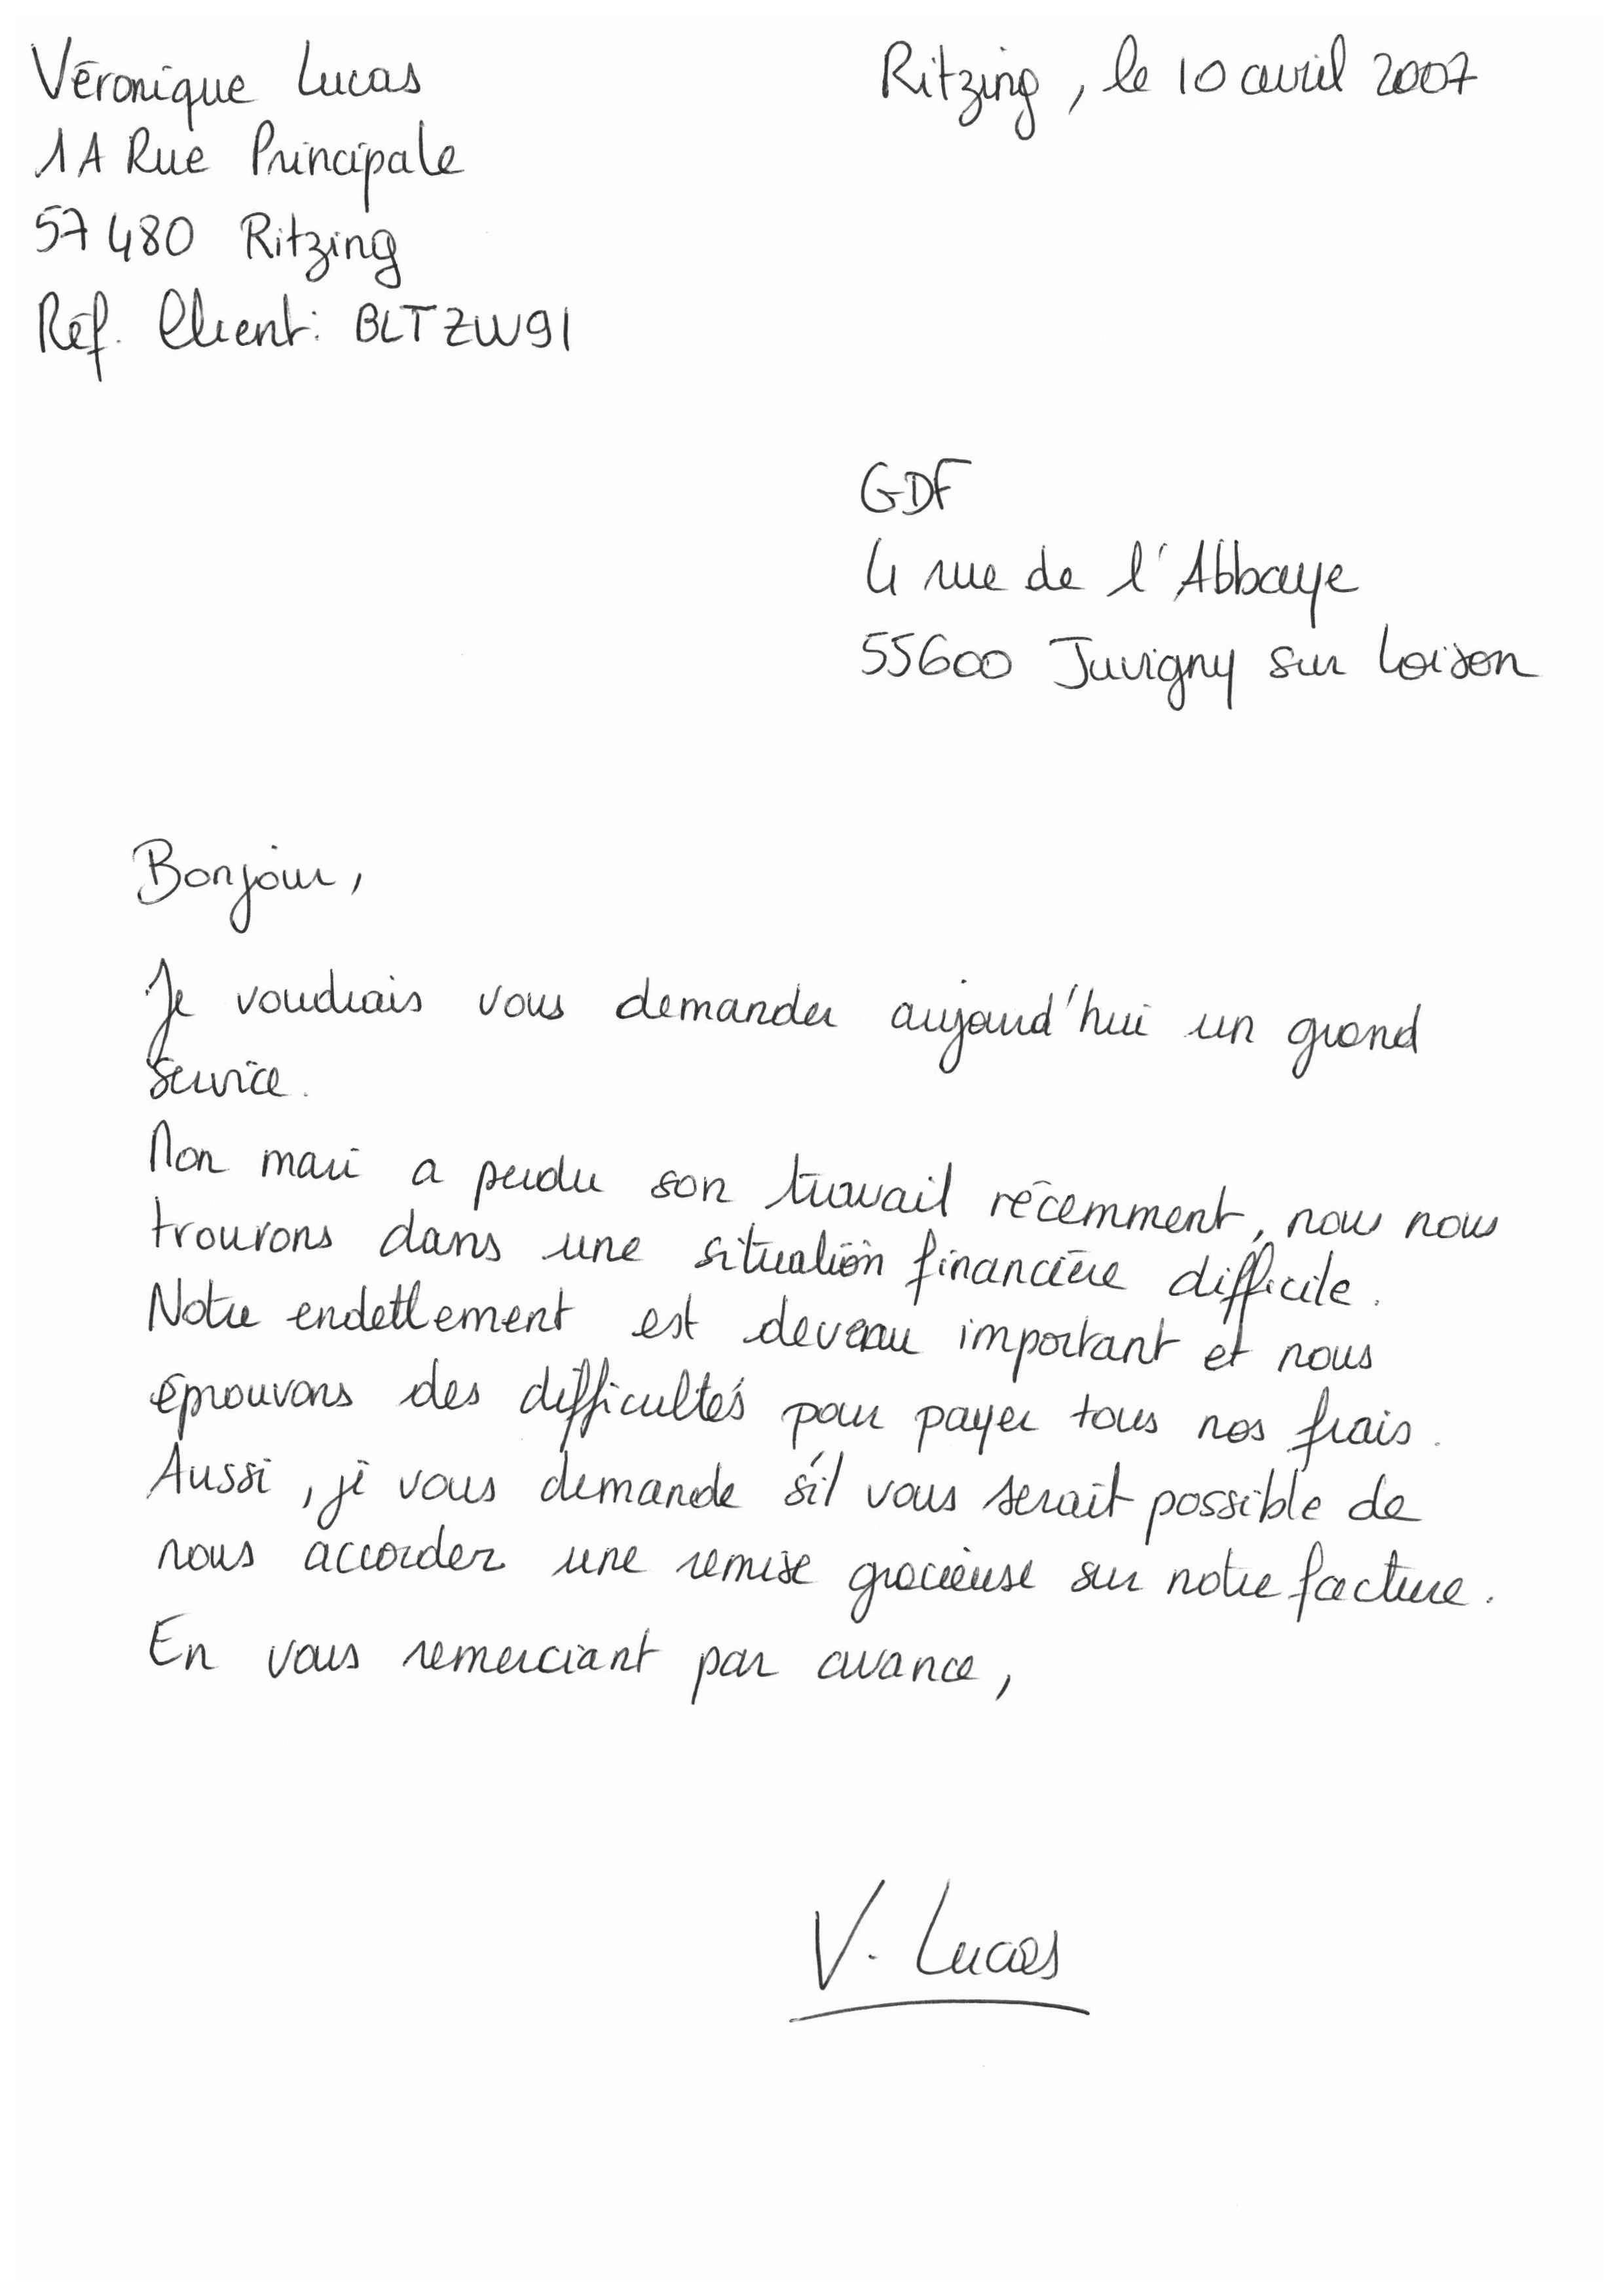 Véronique Lucas
1A Rue Principale
57480 Ritzing
Réf. Client: BLTZW91
Ritzing, le 10 avril 2007
GDF
4 rue de l'Abbaye
55600 Juvigny sur Loison
Bonjour,
Je voudrais vous demander aujourd'hui un grand
service.
Mon mari a perdu son travail récemment, nous nous
trouvons dans une situation financière difficile.
Notre endettement est devenu important et nous
éprouvons des difficultés pour payer tous nos frais.
Aussi, je vous demande s'il vous serait possible de
nous accorder une remise gracieuse sur notre facture.
En vous remerciant par avance,
V. Lucas